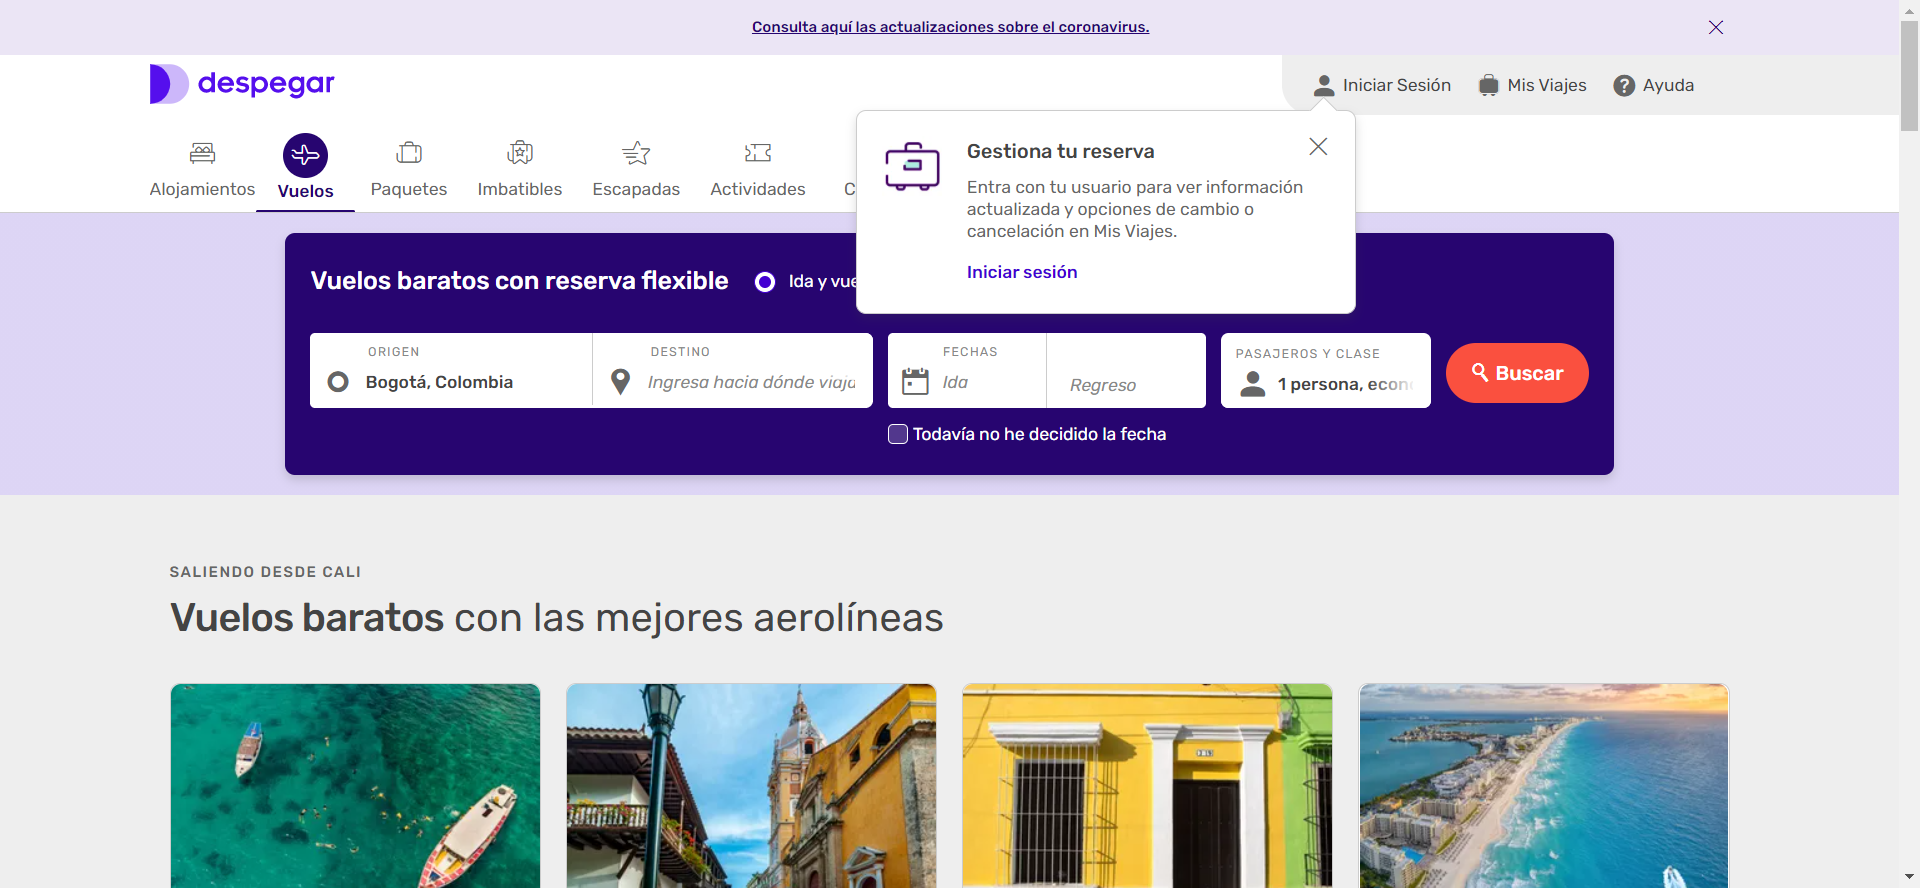 Consulta aquí las actualizaciones sobre el coronavirus.
despegar
Iniciar Sesión
Mis Viajes
Ayuda
Alojamientos
Vuelos
Paquetes
Imbatibles
Escapadas
Actividades
C
Gestiona tu reserva
Entra con tu usuario para ver información
actualizada y opciones de cambio o
cancelación en Mis Viajes.
Iniciar sesión
Vuelos baratos con reserva flexible
Ida y vue
ORIGEN
Bogotá, Colombia
DESTINO
Ingresa hacia dónde viaja
FECHAS
Ida
Regreso
PASAJEROS Y CLASE
1 persona, econ
Buscar
Todavía no he decidido la fecha
SALIENDO DESDE CALI
Vuelos baratos con las mejores aerolíneas